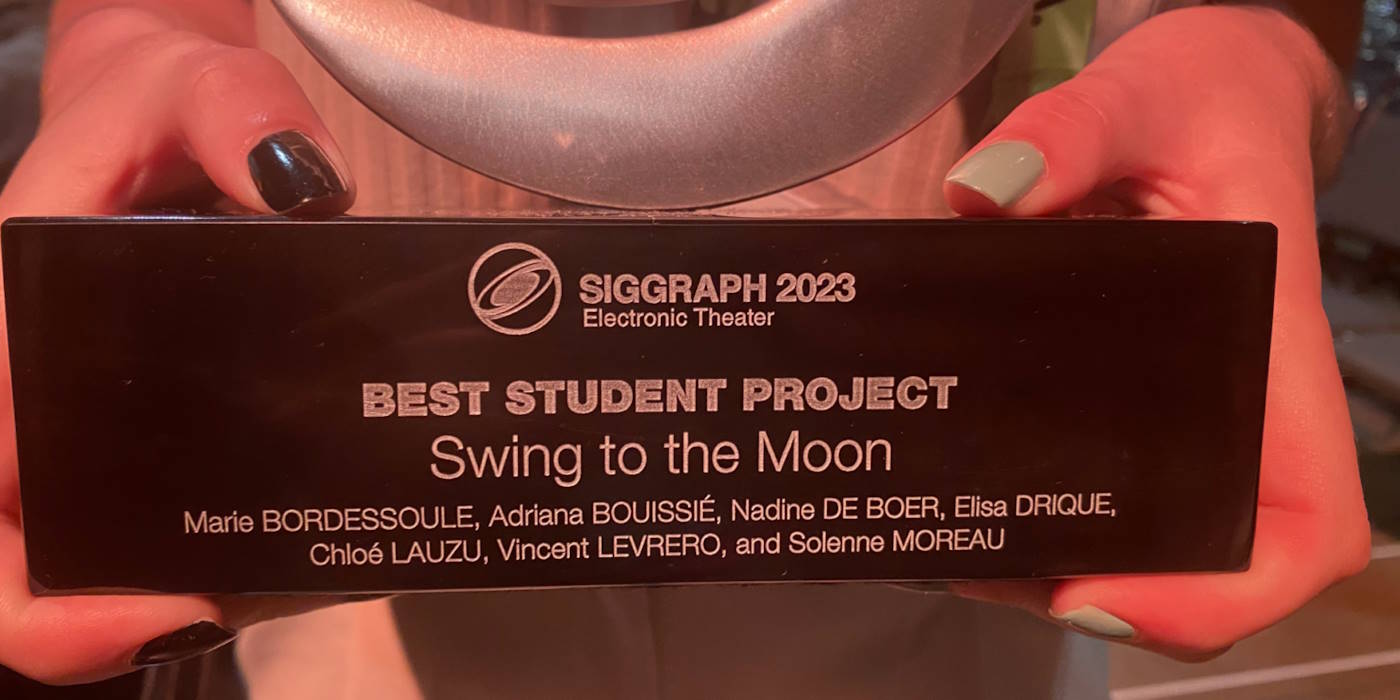 SIGGRAPH 2023
Electronic Theater
BEST STUDENT PROJECT
Swing to the Moon
Marie BORDESSOULE, Adriana BOUISSIÉ, Nadine DE BOER, Elisa DRIQUE,
Chloé LAUZU, Vincent LEVRERO, and Solenne MOREAU